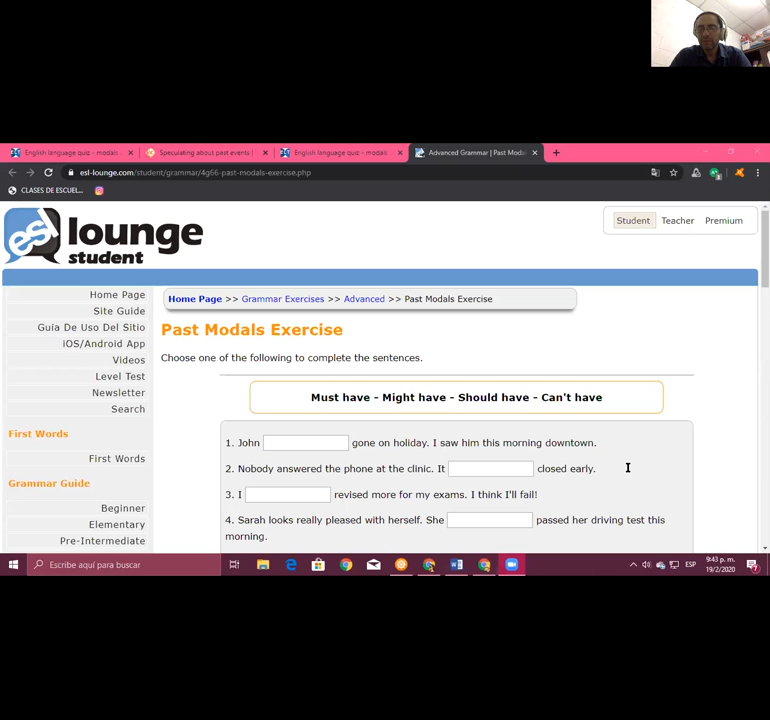 English language quiz - modals
Speculating about past events |
English language quiz - modals
Advanced Grammar | Past Moda
esl-lounge.com/student/grammar/4g66-past-modals-exercise.php
CLASES DE ESCUEL...
esl lounge
student
Student Teacher Premium
Home Page
Site Guide
Guía De Uso Del Sitio
iOS/Android App
Videos
Level Test
Newsletter
Search
First Words
First Words
Grammar Guide
Beginner
Elementary
Pre-Intermediate
Home Page >> Grammar Exercises >> Advanced >> Past Modals Exercise
Past Modals Exercise
Choose one of the following to complete the sentences.
Must have - Might have - Should have - Can't have
1. John gone on holiday. I saw him this morning downtown.
2. Nobody answered the phone at the clinic. It closed early.
3. I revised more for my exams. I think I'll fail!
4. Sarah looks really pleased with herself. She passed her driving test this
morning.
Escribe aquí para buscar
ESP
9:43 p. m.
19/2/2020